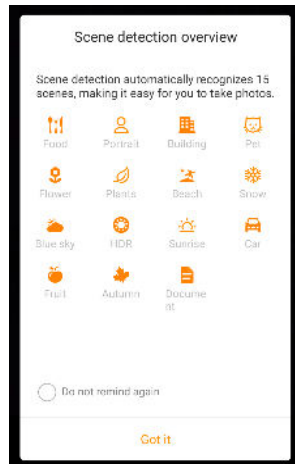 Scene detection overview
Scene detection automatically recognizes 15
scenes, making it easy for you to take photos.
Food Portrait Building Pet
Flower Plants Beach Snow
Blue sky HDR Sunrise Car
Fruit Autumn Docume
nt
Do not remind again
Got it